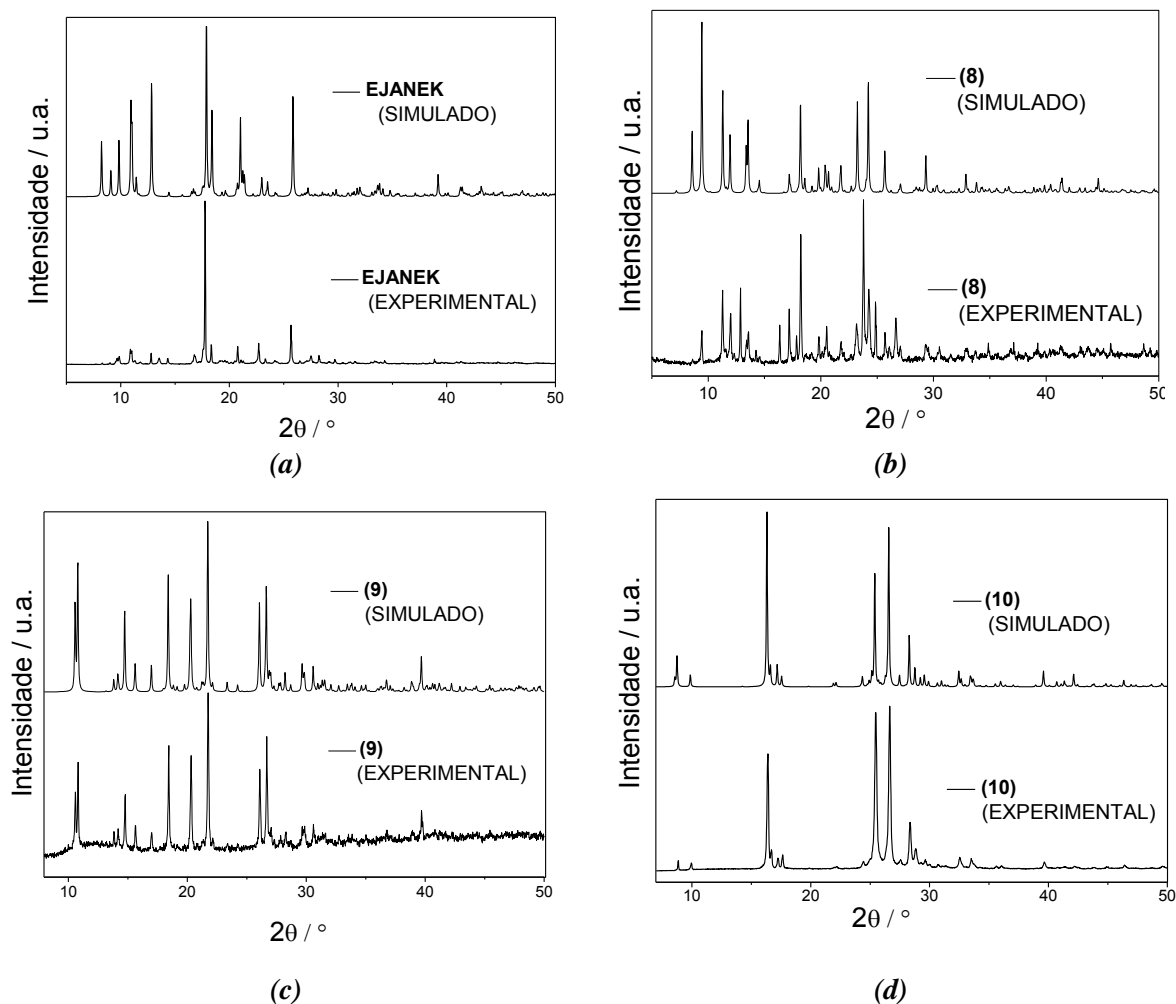 Intensidade / u.a.
EJANEK
(SIMULADO)
EJANEK
(EXPERIMENTAL)
10 20 30 40 50
2θ / °
(a)
Intensidade / u.a.
(8)
(SIMULADO)
(8)
(EXPERIMENTAL)
10 20 30 40 50
2θ / °
(b)
Intensidade / u.a.
(9)
(SIMULADO)
(9)
(EXPERIMENTAL)
10 20 30 40 50
2θ / °
(c)
Intensidade / u.a.
(10)
(SIMULADO)
(10)
(EXPERIMENTAL)
10 20 30 40 50
2θ / °
(d)